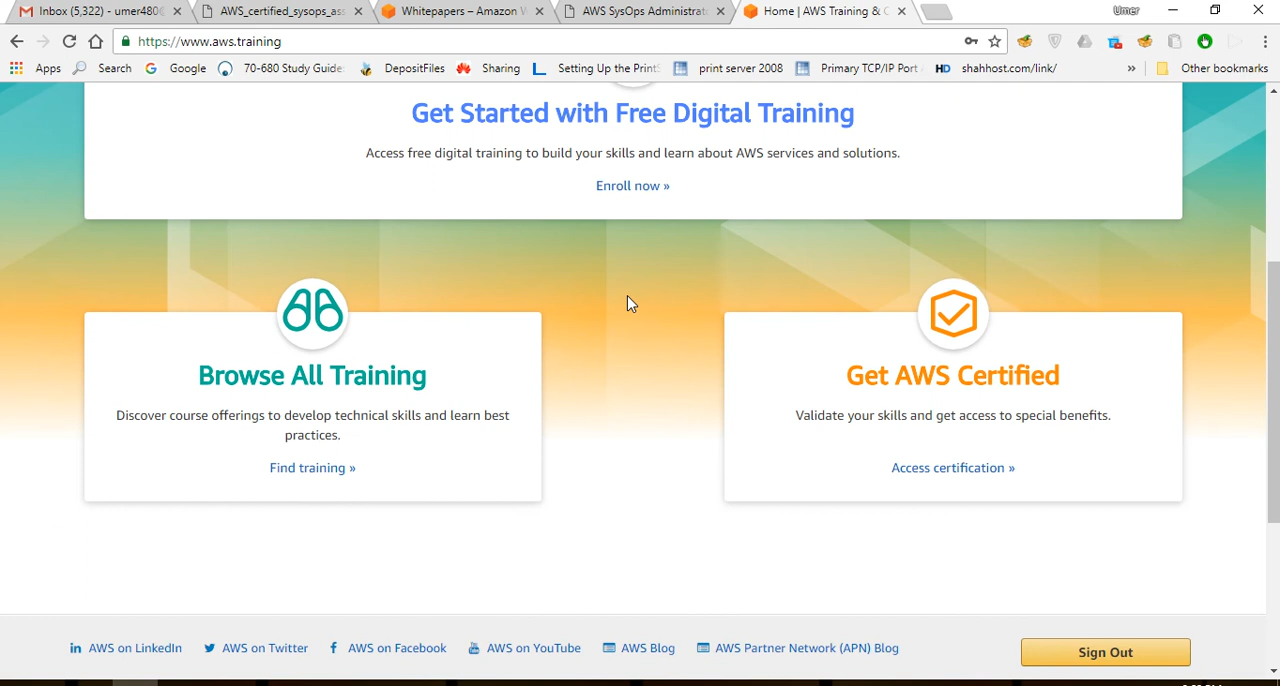 Inbox (5,322) - umer480@
AWS_certified_sysops_ass
Whitepapers – Amazon W
AWS SysOps Administrato
Home | AWS Training & C
Umer
https://www.aws.training
Apps
Search
Google
70-680 Study Guide:
DepositFiles
Sharing
Setting Up the PrintS
print server 2008
Primary TCP/IP Port
HD shahhost.com/link/
»
Other bookmarks
Get Started with Free Digital Training
Access free digital training to build your skills and learn about AWS services and solutions.
Enroll now »
Browse All Training
Discover course offerings to develop technical skills and learn best
practices.
Find training »
Get AWS Certified
Validate your skills and get access to special benefits.
Access certification »
AWS on LinkedIn
AWS on Twitter
AWS on Facebook
AWS on YouTube
AWS Blog
AWS Partner Network (APN) Blog
Sign Out